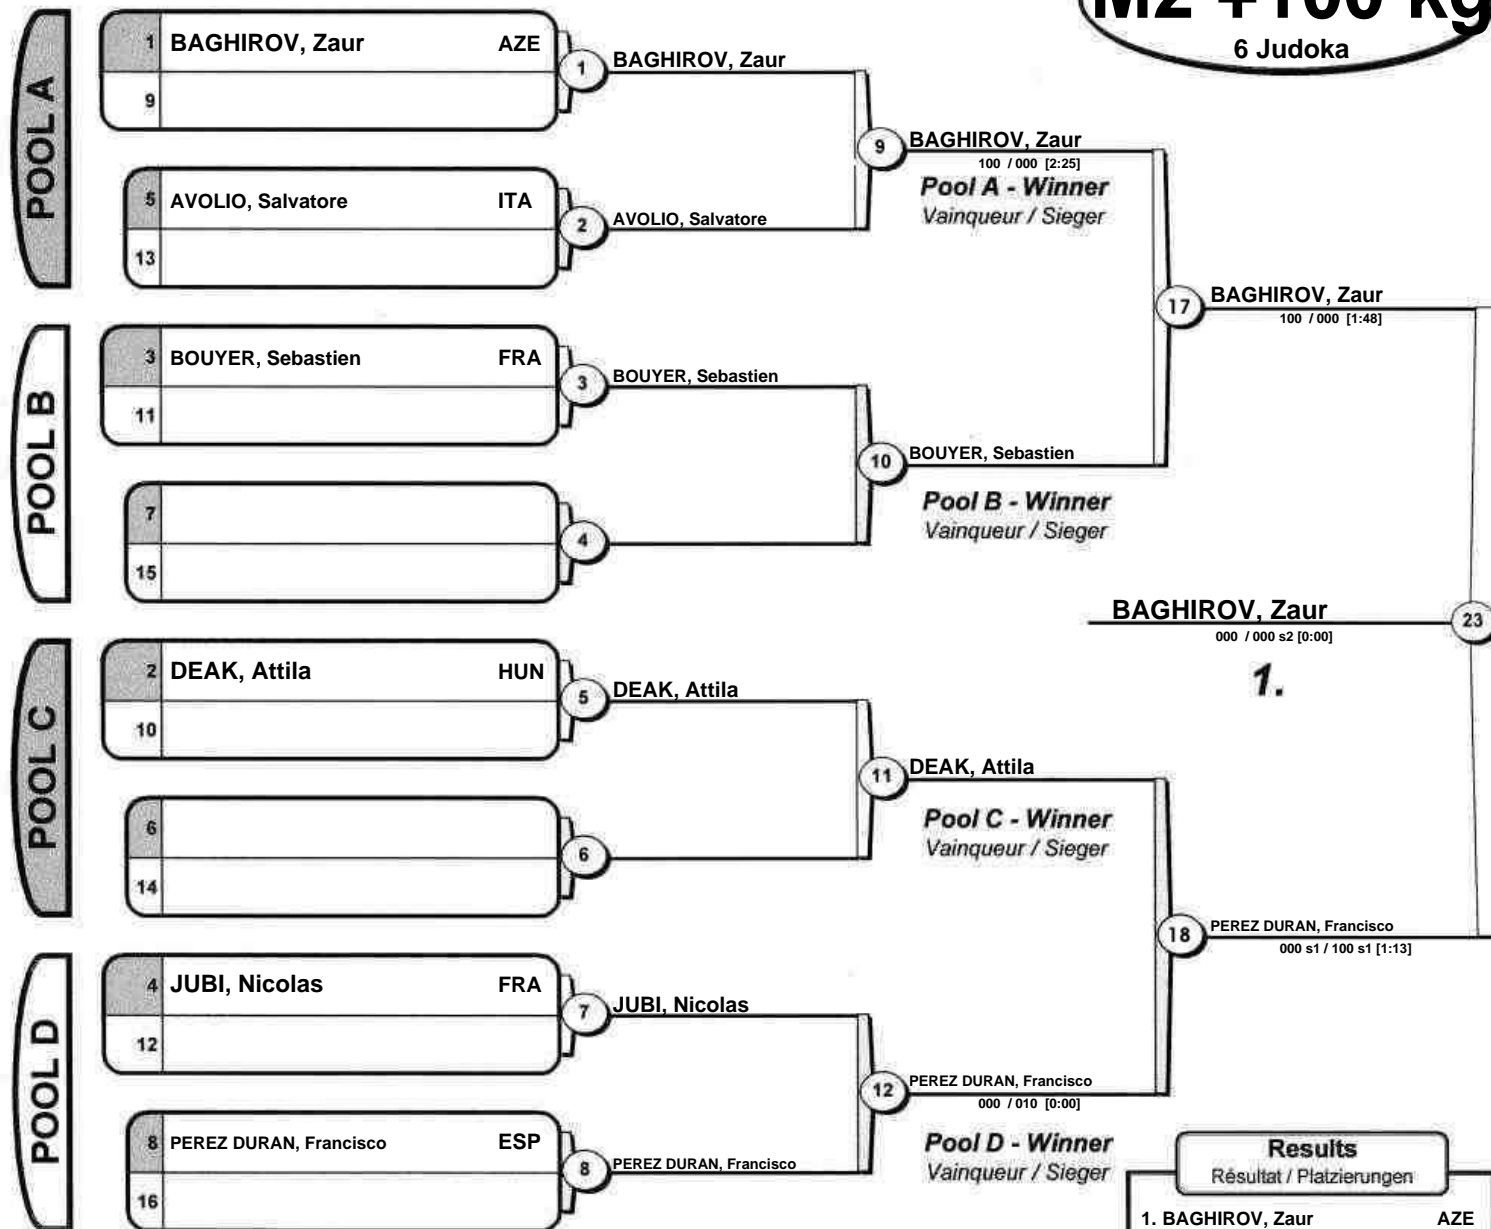 M2 +100 kg
6 Judoka
POOL A
1 BAGHIROV, Zaur AZE
9
1 BAGHIROV, Zaur
5 AVOLIO, Salvatore ITA
13
2 AVOLIO, Salvatore
9 BAGHIROV, Zaur
100 / 000 [2:25]
Pool A - Winner
Vainqueur / Sieger
POOL B
3 BOUYER, Sebastien FRA
11
3 BOUYER, Sebastien
7
15
4
10 BOUYER, Sebastien
Pool B - Winner
Vainqueur / Sieger
17 BAGHIROV, Zaur
100 / 000 [1:48]
BAGHIROV, Zaur 23
000 / 000 s2 [0:00]
1.
POOL C
2 DEAK, Attila HUN
10
5 DEAK, Attila
6
14
6
11 DEAK, Attila
Pool C - Winner
Vainqueur / Sieger
18 PEREZ DURAN, Francisco
000 s1 / 100 s1 [1:13]
POOL D
4 JUBI, Nicolas FRA
12
7 JUBI, Nicolas
8 PEREZ DURAN, Francisco ESP
16
8 PEREZ DURAN, Francisco
12 PEREZ DURAN, Francisco
000 / 010 [0:00]
Pool D - Winner
Vainqueur / Sieger
Results
Résultat / Platzierungen
1. BAGHIROV, Zaur AZE